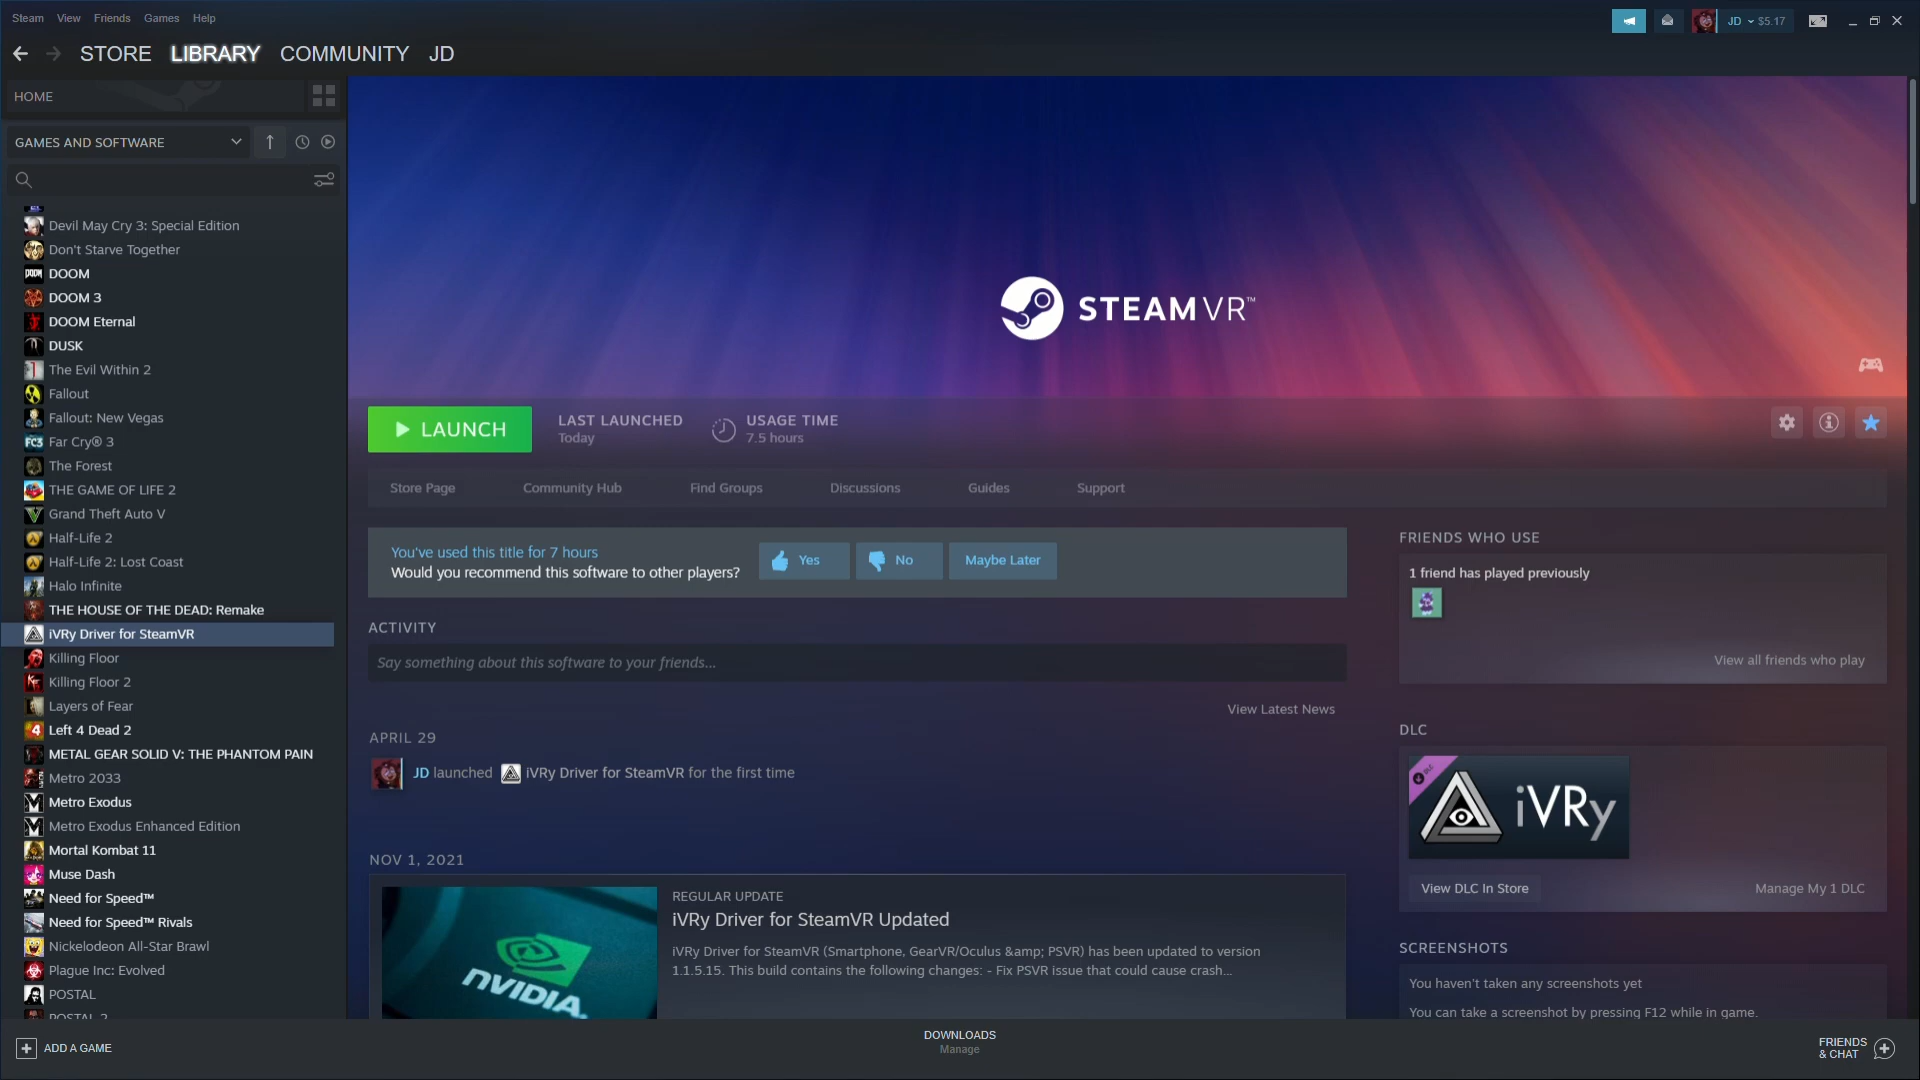 Steam View Friends Games Help
JD $5.17
STORE LIBRARY COMMUNITY JD
HOME
GAMES AND SOFTWARE
Devil May Cry 3: Special Edition
Don't Starve Together
DOOM
DOOM 3
DOOM Eternal
DUSK
The Evil Within 2
Fallout
Fallout: New Vegas
Far Cry® 3
The Forest
THE GAME OF LIFE 2
Grand Theft Auto V
Half-Life 2
Half-Life 2: Lost Coast
Halo Infinite
THE HOUSE OF THE DEAD: Remake
iVRy Driver for SteamVR
Killing Floor
Killing Floor 2
Layers of Fear
Left 4 Dead 2
METAL GEAR SOLID V: THE PHANTOM PAIN
Metro 2033
Metro Exodus
Metro Exodus Enhanced Edition
Mortal Kombat 11
Muse Dash
Need for Speed™
Need for Speed™ Rivals
Nickelodeon All-Star Brawl
Plague Inc: Evolved
POSTAL
POSTAL 2
STEAMVR™
LAUNCH
LAST LAUNCHED
Today
USAGE TIME
7.5 hours
Store Page Community Hub Find Groups Discussions Guides Support
You've used this title for 7 hours
Would you recommend this software to other players?
Yes No Maybe Later
ACTIVITY
Say something about this software to your friends...
View Latest News
APRIL 29
JD launched iVRy Driver for SteamVR for the first time
NOV 1, 2021
NVIDIA.
REGULAR UPDATE
iVRy Driver for SteamVR Updated
iVRy Driver for SteamVR (Smartphone, GearVR/Oculus &amp; PSVR) has been updated to version
1.1.5.15. This build contains the following changes: - Fix PSVR issue that could cause crash...
FRIENDS WHO USE
1 friend has played previously
View all friends who play
DLC
DLC
iVRy
View DLC In Store Manage My 1 DLC
SCREENSHOTS
You haven't taken any screenshots yet
You can take a screenshot by pressing F12 while in game.
ADD A GAME
DOWNLOADS
Manage
FRIENDS
& CHAT